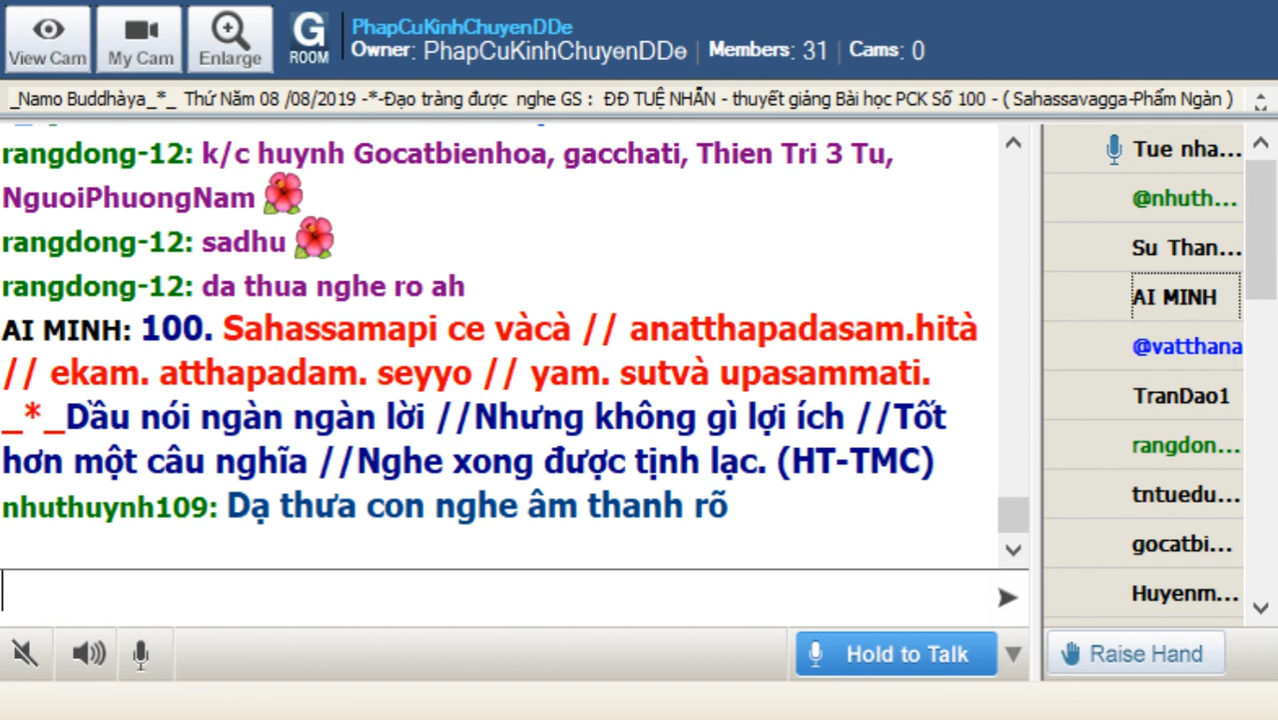 View Cam
My Cam
Enlarge
G
ROOM
PhapCuKinhChuyenDDe
Owner: PhapCuKinhChuyenDDe | Members: 31 | Cams: 0
_Namo Buddhàya_*_ Thứ Năm 08 /08/2019 -*-Đạo tràng được nghe GS : ĐĐ TUỆ NHẪN - thuyết giảng Bài học PCK Số 100 - ( Sahassavagga-Phẩm Ngàn )
rangdong-12: k/c huynh Gocatbienhoa, gacchati, Thien Tri 3 Tu,
NguoiPhuongNam
rangdong-12: sadhu
rangdong-12: da thua nghe ro ah
AI MINH: 100. Sahassamapi ce vàcà // anatthapadasam.hità
// ekam. atthapadam. seyyo // yam. sutvà upasammati.
_*_Dầu nói ngàn ngàn lời //Nhưng không gì lợi ích //Tốt
hơn một câu nghĩa //Nghe xong được tịnh lạc. (HT-TMC)
nhuthuynh109: Dạ thưa con nghe âm thanh rõ
Tue nha...
@nhuth...
Su Than...
AI MINH
@vatthana
TranDao1
rangdon...
tntuedu...
gocatbi...
Huyenm...
Hold to Talk
Raise Hand